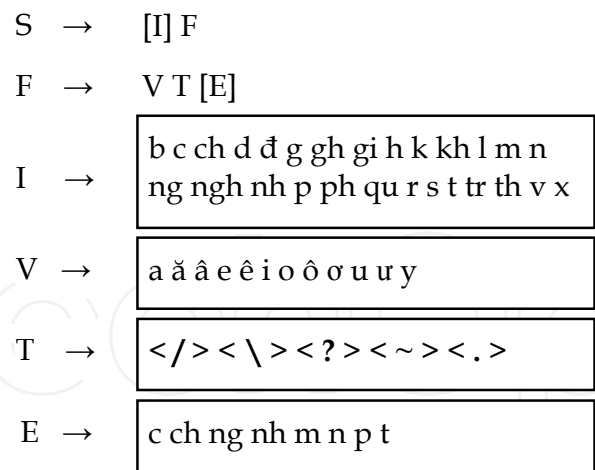 S → [I] F
F → V T [E]
I → b c ch d đ g gh gi h k kh l m n
ng ngh nh p ph qu r s t tr th v x
V → a ă â e ê i o ô ơ u ư y
T → < / > < \ > < ? > < ~ > < . >
E → c ch ng nh m n p t